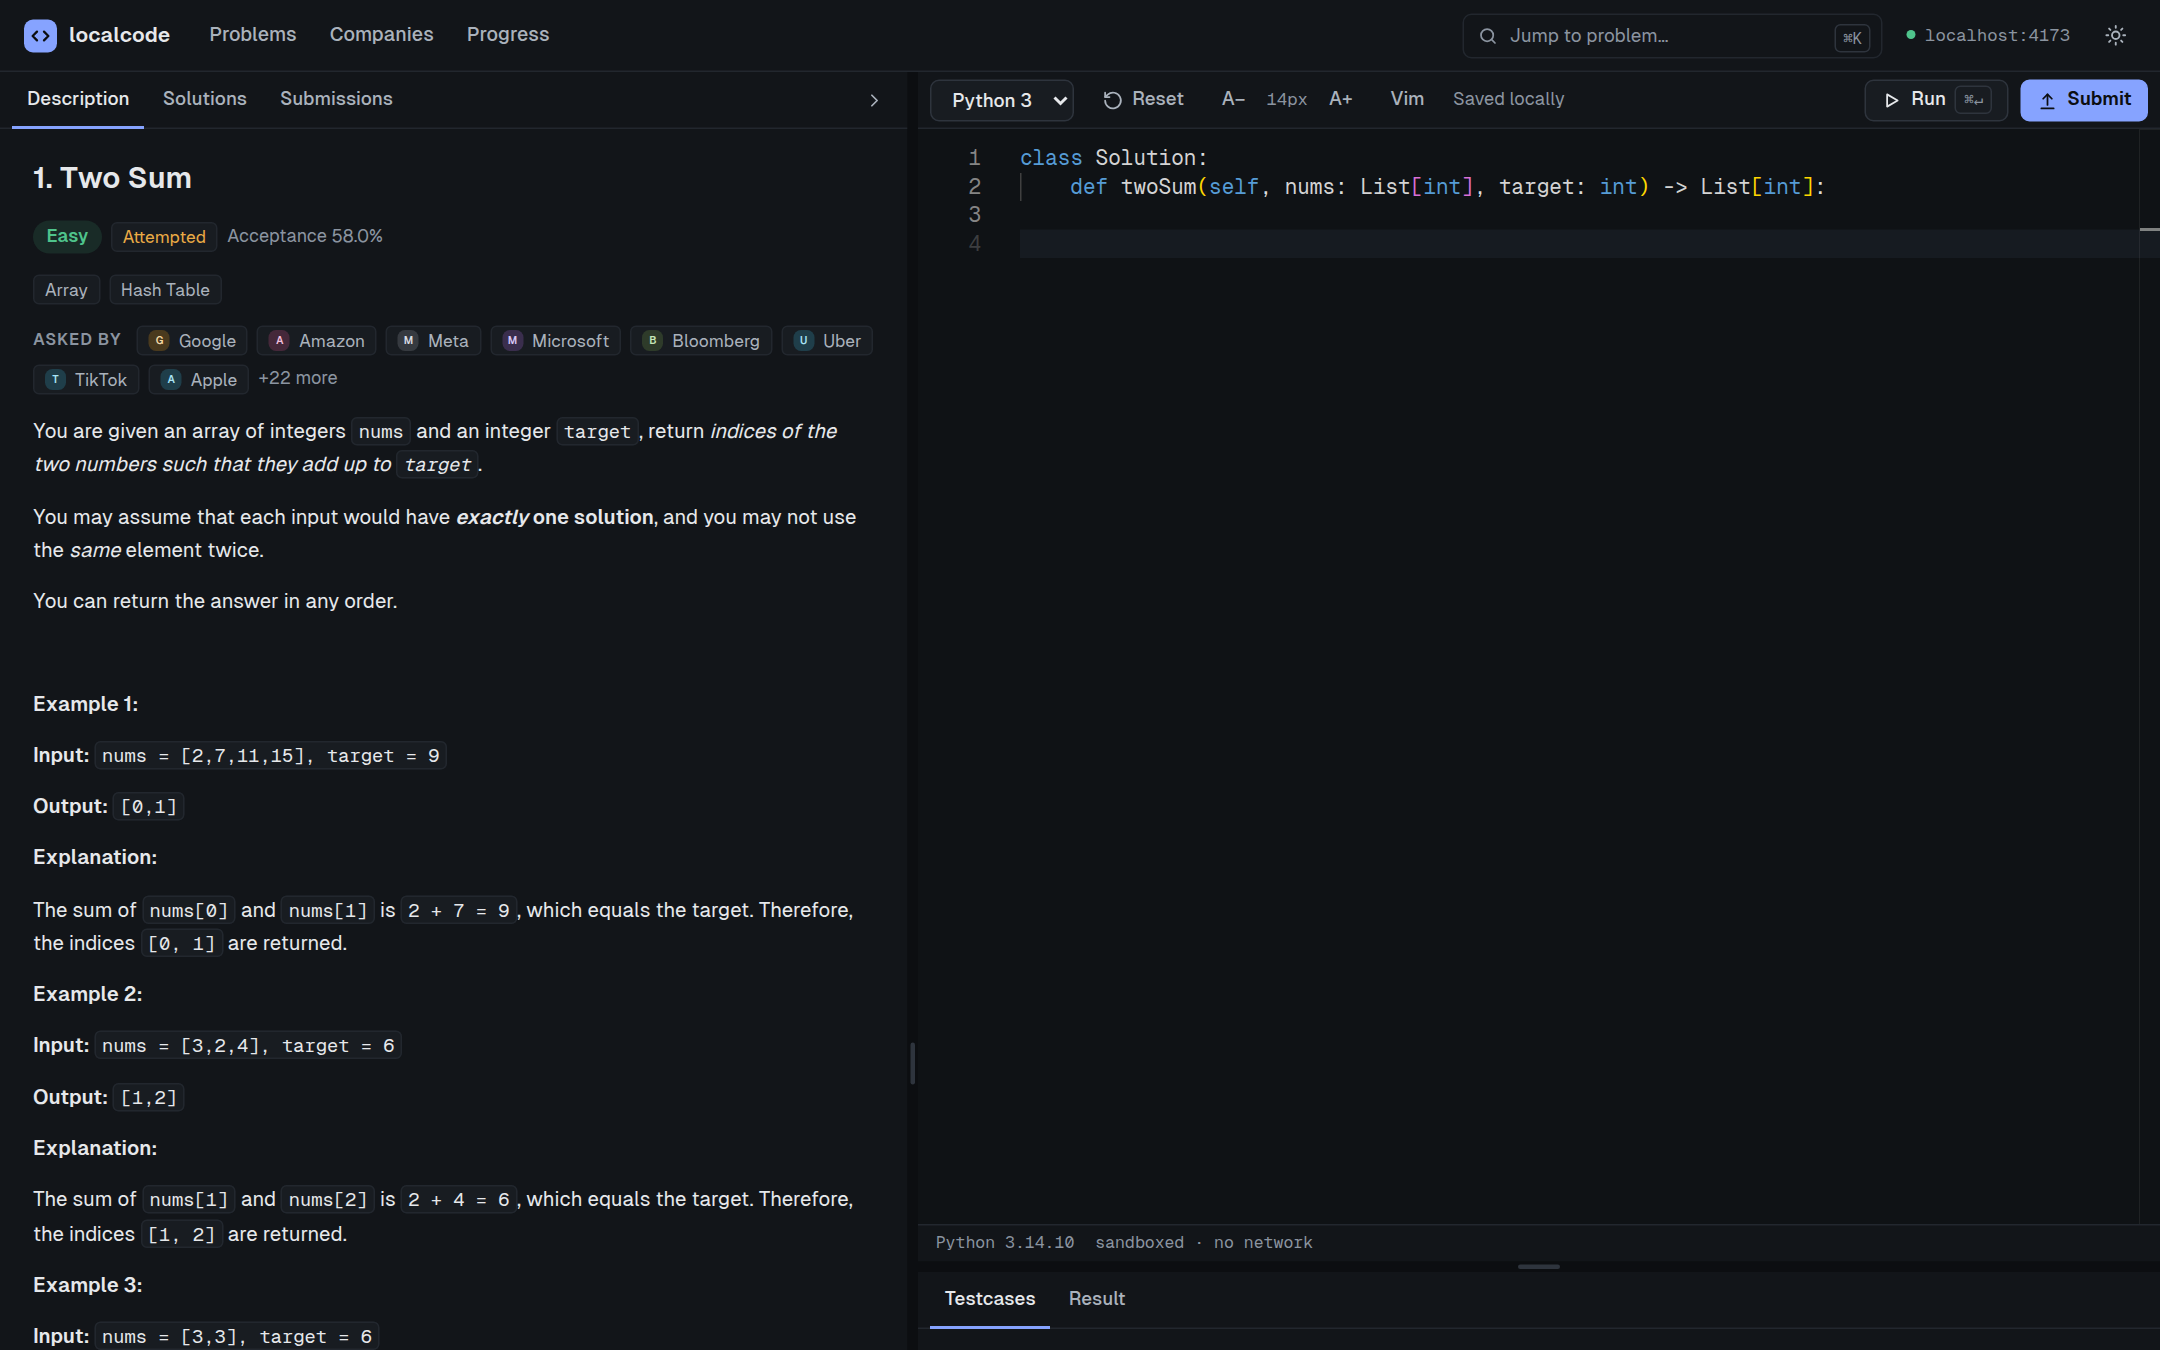 localcode Problems Companies Progress Jump to problem... ⌘K localhost:4173
Description Solutions Submissions
Python 3 Reset A− 14px A+ Vim Saved locally Run ⌘↵ Submit
1. Two Sum
Easy Attempted Acceptance 58.0%
Array Hash Table
ASKED BY G Google A Amazon M Meta M Microsoft B Bloomberg U Uber
T TikTok A Apple +22 more
You are given an array of integers nums and an integer target, return indices of the
two numbers such that they add up to target.
You may assume that each input would have exactly one solution, and you may not use
the same element twice.
You can return the answer in any order.
Example 1:
Input: nums = [2,7,11,15], target = 9
Output: [0,1]
Explanation:
The sum of nums[0] and nums[1] is 2 + 7 = 9, which equals the target. Therefore,
the indices [0, 1] are returned.
Example 2:
Input: nums = [3,2,4], target = 6
Output: [1,2]
Explanation:
The sum of nums[1] and nums[2] is 2 + 4 = 6, which equals the target. Therefore,
the indices [1, 2] are returned.
Example 3:
Input: nums = [3,3], target = 6
1 class Solution:
2 def twoSum(self, nums: List[int], target: int) -> List[int]:
3
4
Python 3.14.10 sandboxed · no network
Testcases Result